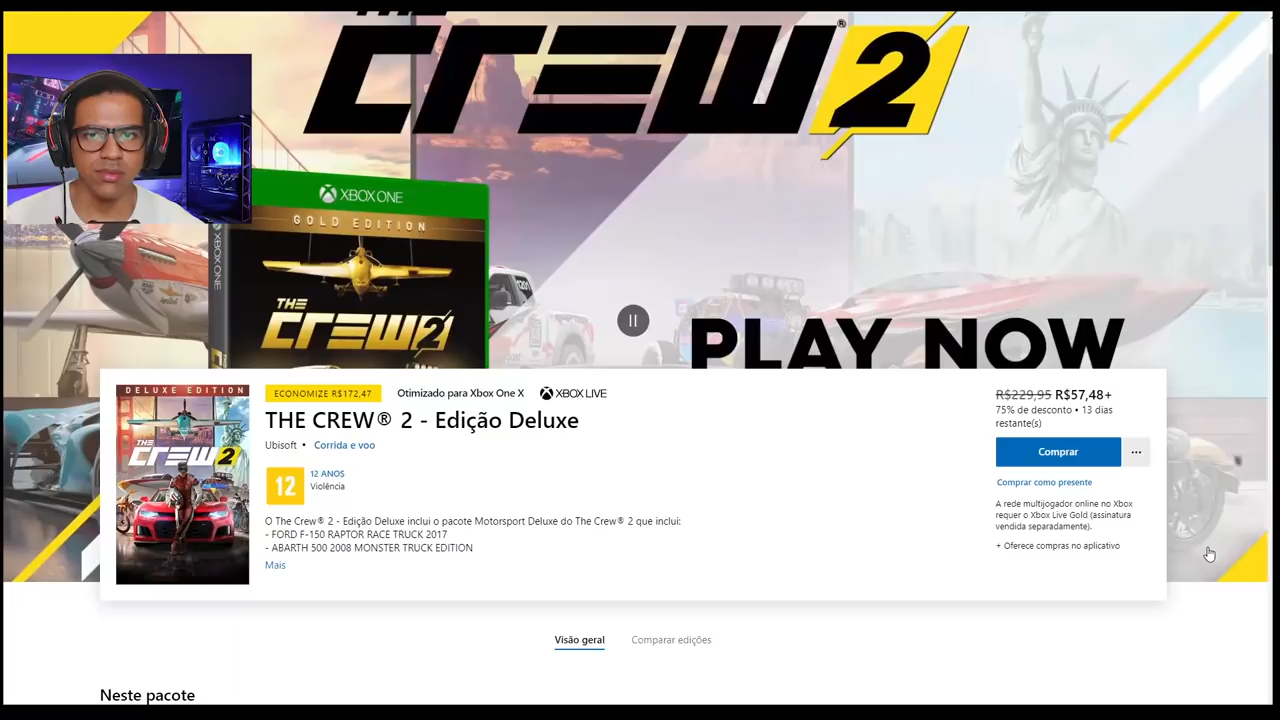 THE
CREW® 2
XBOX ONE
GOLD EDITION
XBOX ONE
THE
CREW 2
PLAY NOW
DELUXE EDITION
THE
CREW 2
ECONOMIZE R$172,47
Otimizado para Xbox One X
XBOX LIVE
THE CREW® 2 - Edição Deluxe
Ubisoft • Corrida e voo
12
12 ANOS
Violência
O The Crew® 2 - Edição Deluxe inclui o pacote Motorsport Deluxe do The Crew® 2 que inclui:
- FORD F-150 RAPTOR RACE TRUCK 2017
- ABARTH 500 2008 MONSTER TRUCK EDITION
Mais
R$229,95 R$57,48+
75% de desconto • 13 dias
restante(s)
Comprar
...
Comprar como presente
A rede multijogador online no Xbox
requer o Xbox Live Gold (assinatura
vendida separadamente).
+ Oferece compras no aplicativo
Visão geral
Comparar edições
Neste pacote